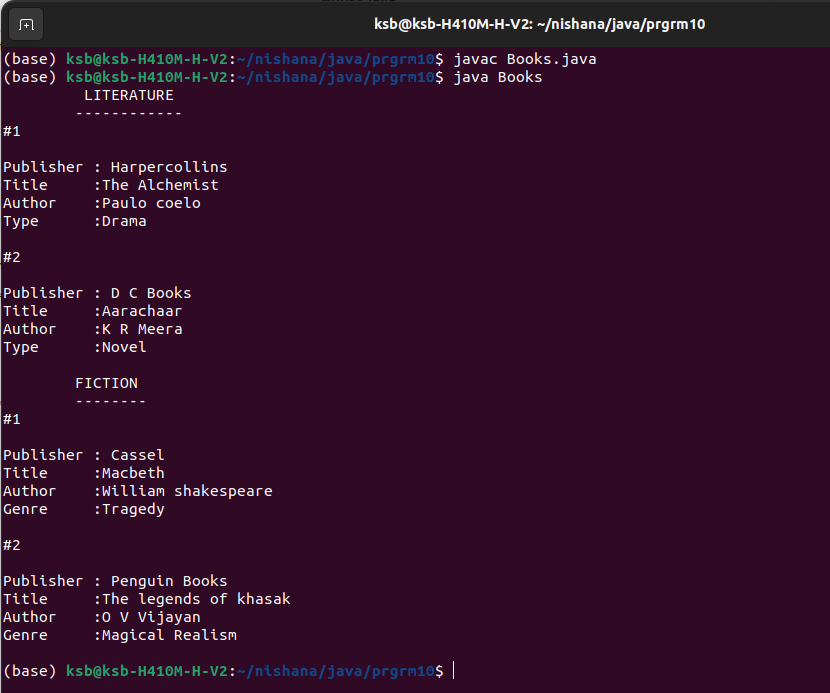 ksb@ksb-H410M-H-V2: ~/nishana/java/prgrm10
(base) ksb@ksb-H410M-H-V2:~/nishana/java/prgrm10$ javac Books.java
(base) ksb@ksb-H410M-H-V2:~/nishana/java/prgrm10$ java Books
LITERATURE
------------
#1
Publisher : Harpercollins
Title     :The Alchemist
Author    :Paulo coelo
Type      :Drama
#2
Publisher : D C Books
Title     :Aarachaar
Author    :K R Meera
Type      :Novel
FICTION
--------
#1
Publisher : Cassel
Title     :Macbeth
Author    :William shakespeare
Genre     :Tragedy
#2
Publisher : Penguin Books
Title     :The legends of khasak
Author    :O V Vijayan
Genre     :Magical Realism
(base) ksb@ksb-H410M-H-V2:~/nishana/java/prgrm10$